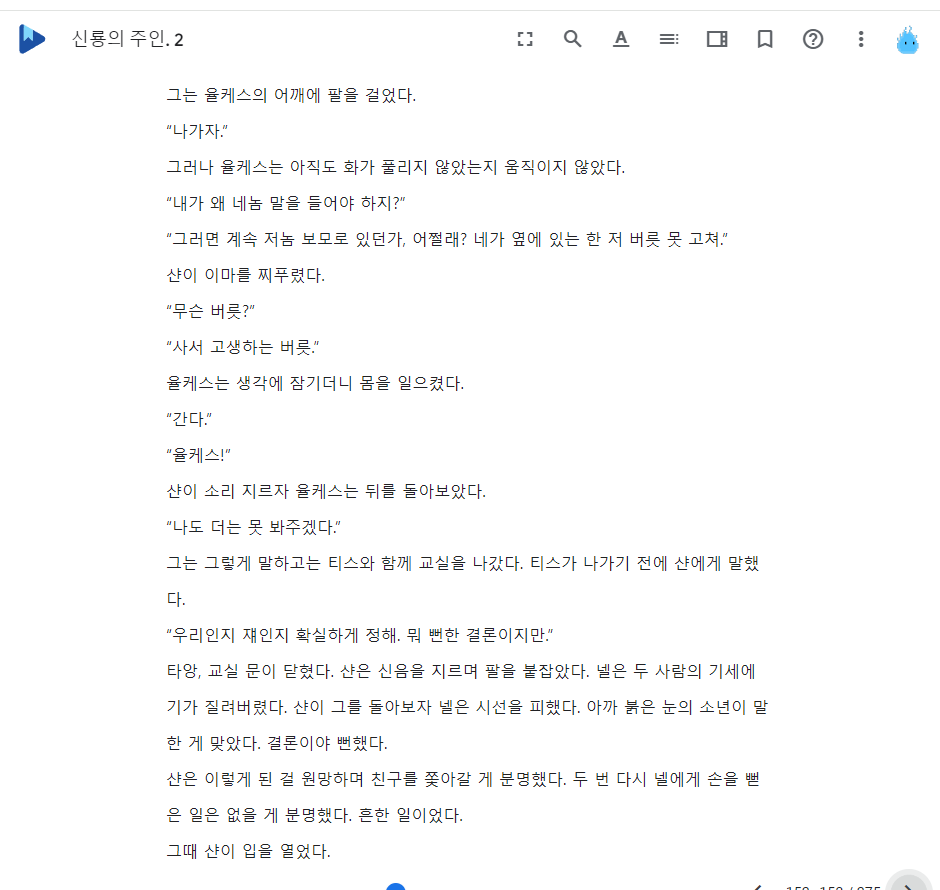 신룡의 주인. 2
그는 율케스의 어깨에 팔을 걸었다.
“나가자.”
그러나 율케스는 아직도 화가 풀리지 않았는지 움직이지 않았다.
“내가 왜 네놈 말을 들어야 하지?”
“그러면 계속 저놈 보모로 있던가, 어쩔래? 네가 옆에 있는 한 저 버릇 못 고쳐.”
샨이 이마를 찌푸렸다.
“무슨 버릇?”
“사서 고생하는 버릇.”
율케스는 생각에 잠기더니 몸을 일으켰다.
“간다.”
“율케스!”
샨이 소리 지르자 율케스는 뒤를 돌아보았다.
“나도 더는 못 봐주겠다.”
그는 그렇게 말하고는 티스와 함께 교실을 나갔다. 티스가 나가기 전에 샨에게 말했
다.
“우리인지 쟤인지 확실하게 정해. 뭐 뻔한 결론이지만.”
타앙, 교실 문이 닫혔다. 샨은 신음을 지르며 팔을 붙잡았다. 넬은 두 사람의 기세에
기가 질려버렸다. 샨이 그를 돌아보자 넬은 시선을 피했다. 아까 붉은 눈의 소년이 말
한 게 맞았다. 결론이야 뻔했다.
샨은 이렇게 된 걸 원망하며 친구를 쫓아갈 게 분명했다. 두 번 다시 넬에게 손을 뻗
은 일은 없을 게 분명했다. 흔한 일이었다.
그때 샨이 입을 열었다.